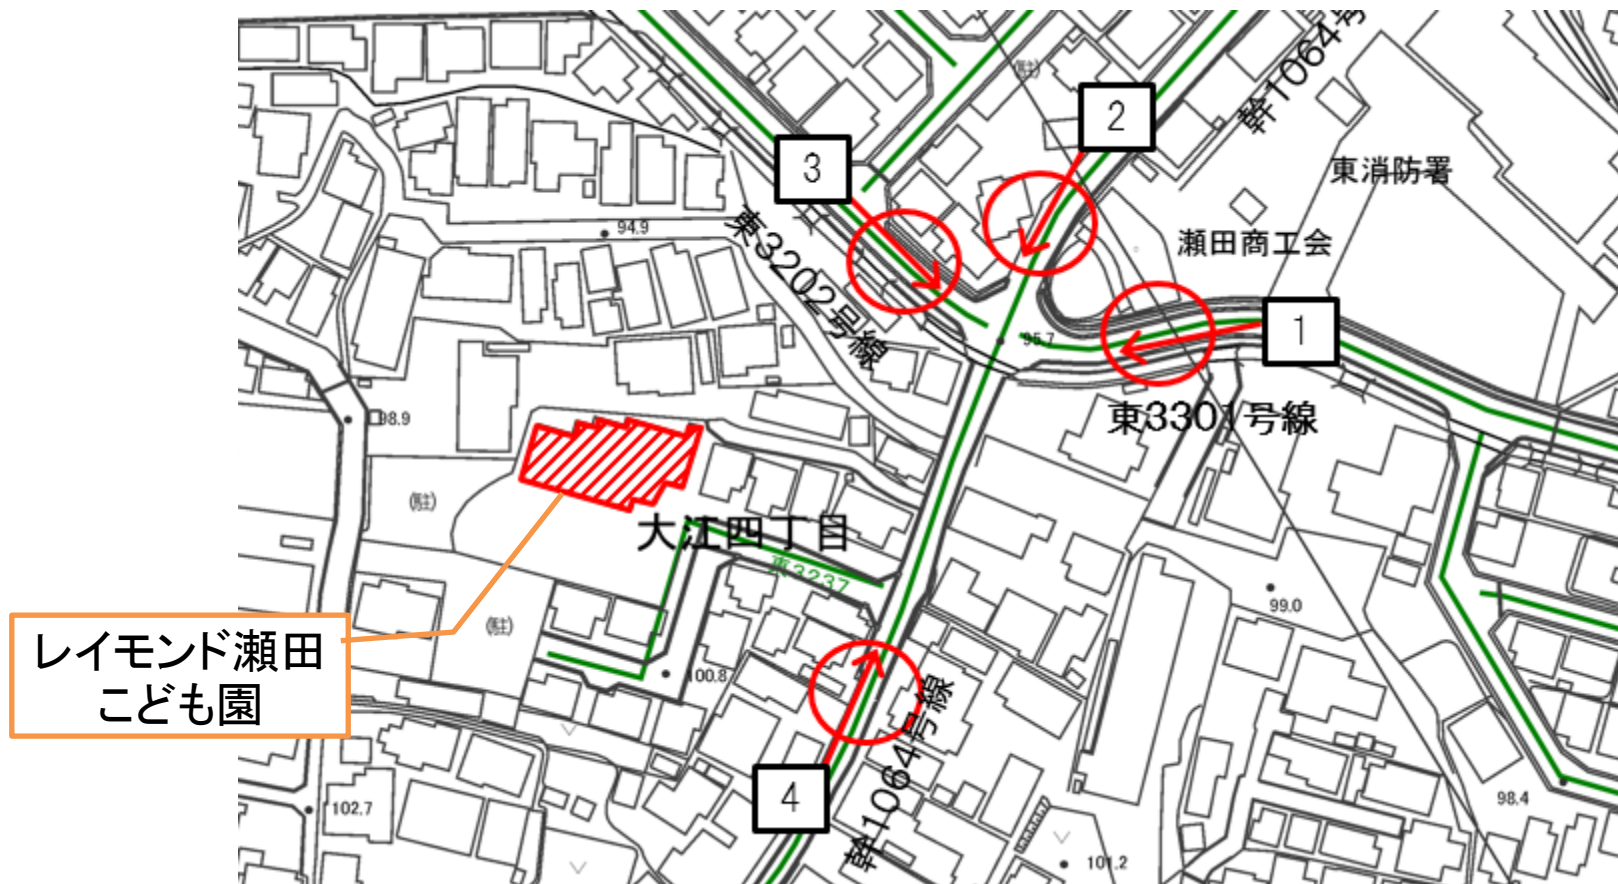 幹1064号
2
(駐)
3
東消防署
94.9
東3202号線
瀬田商工会
1
95.7
98.9
東3301号線
(駐)
大江四丁目
東3237
99.0
レイモンド瀬田
こども園
(駐)
100.8
幹1064号線
4
102.7
98.4
101.2